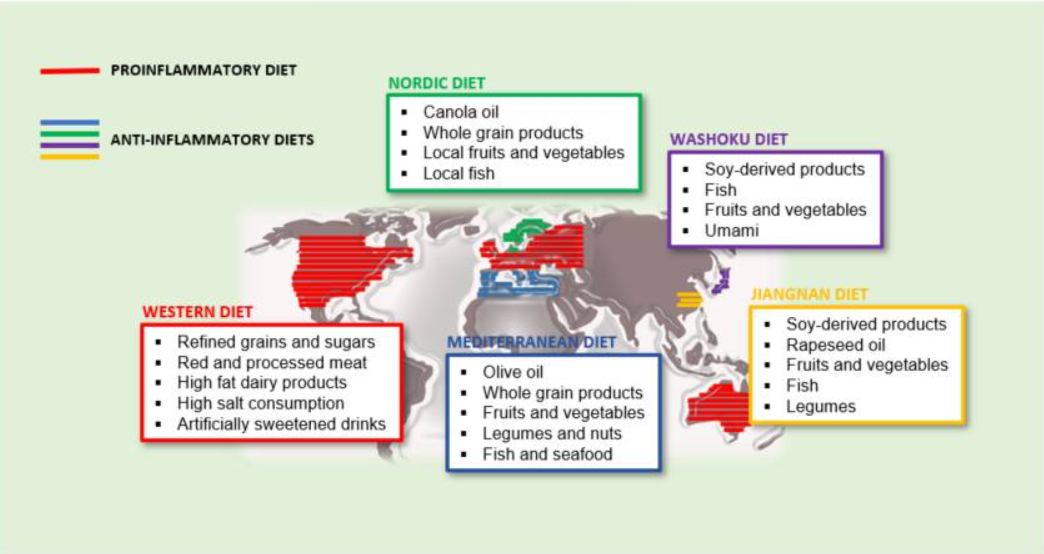 PROINFLAMMATORY DIET
ANTI-INFLAMMATORY DIETS
NORDIC DIET
▪ Canola oil
▪ Whole grain products
▪ Local fruits and vegetables
▪ Local fish
WASHOKU DIET
▪ Soy-derived products
▪ Fish
▪ Fruits and vegetables
▪ Umami
WESTERN DIET
▪ Refined grains and sugars
▪ Red and processed meat
▪ High fat dairy products
▪ High salt consumption
▪ Artificially sweetened drinks
MEDITERRANEAN DIET
▪ Olive oil
▪ Whole grain products
▪ Fruits and vegetables
▪ Legumes and nuts
▪ Fish and seafood
JIANGNAN DIET
▪ Soy-derived products
▪ Rapeseed oil
▪ Fruits and vegetables
▪ Fish
▪ Legumes